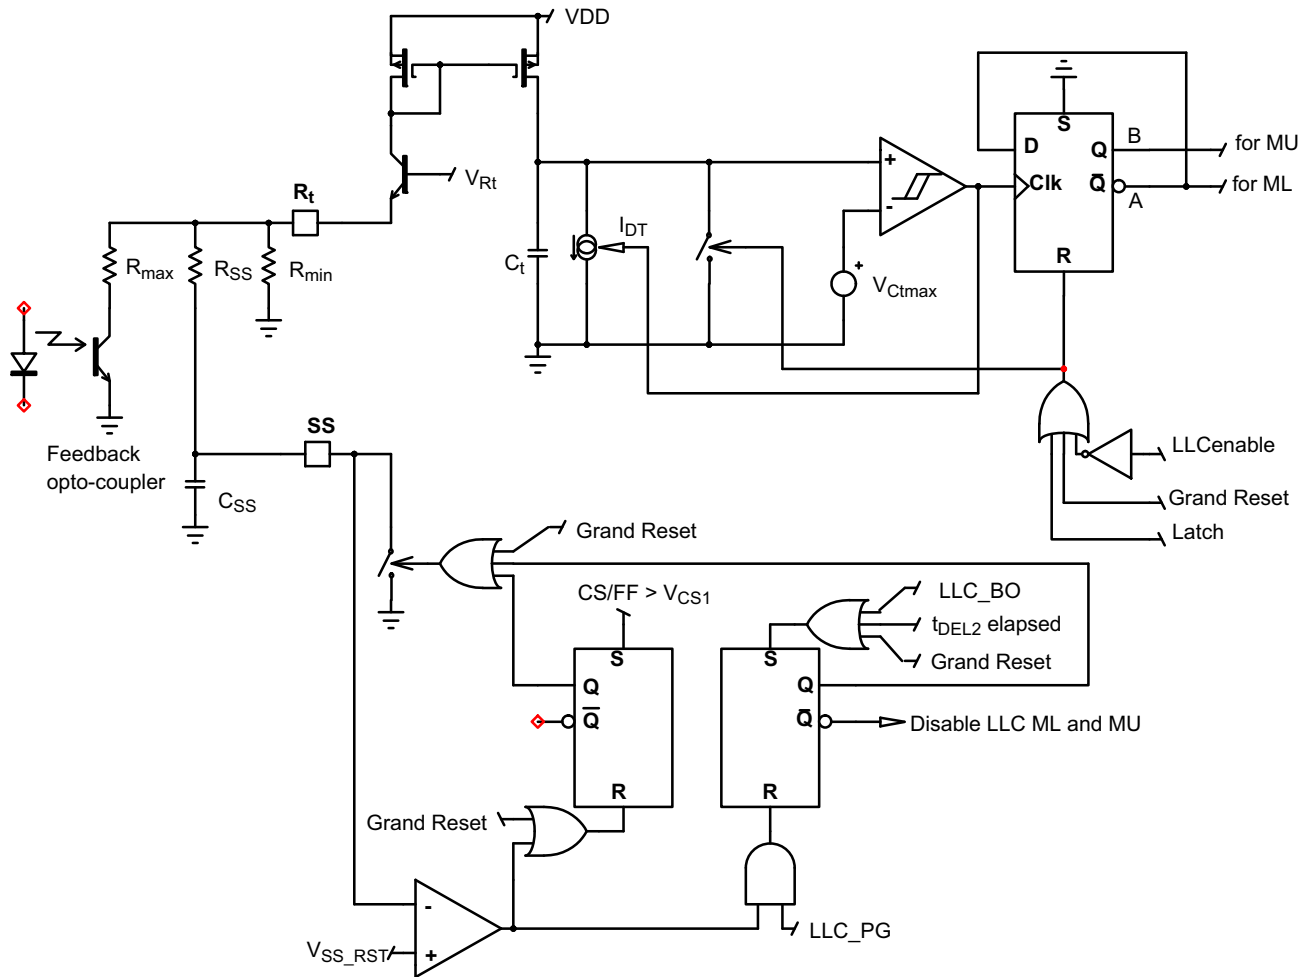 VDD
S
D
Q
B
for MU
Clk
Q
A
for ML
R
VRt
Rt
+
-
IDT
Ct
+
VCtmax
Rmax
RSS
Rmin
Feedback
opto-coupler
CSS
SS
LLCenable
Grand Reset
Latch
Grand Reset
CS/FF > VCS1
LLC_BO
tDEL2 elapsed
Grand Reset
S
Q
Q
R
S
Q
Q
R
Disable LLC ML and MU
Grand Reset
-
+
VSS_RST
LLC_PG